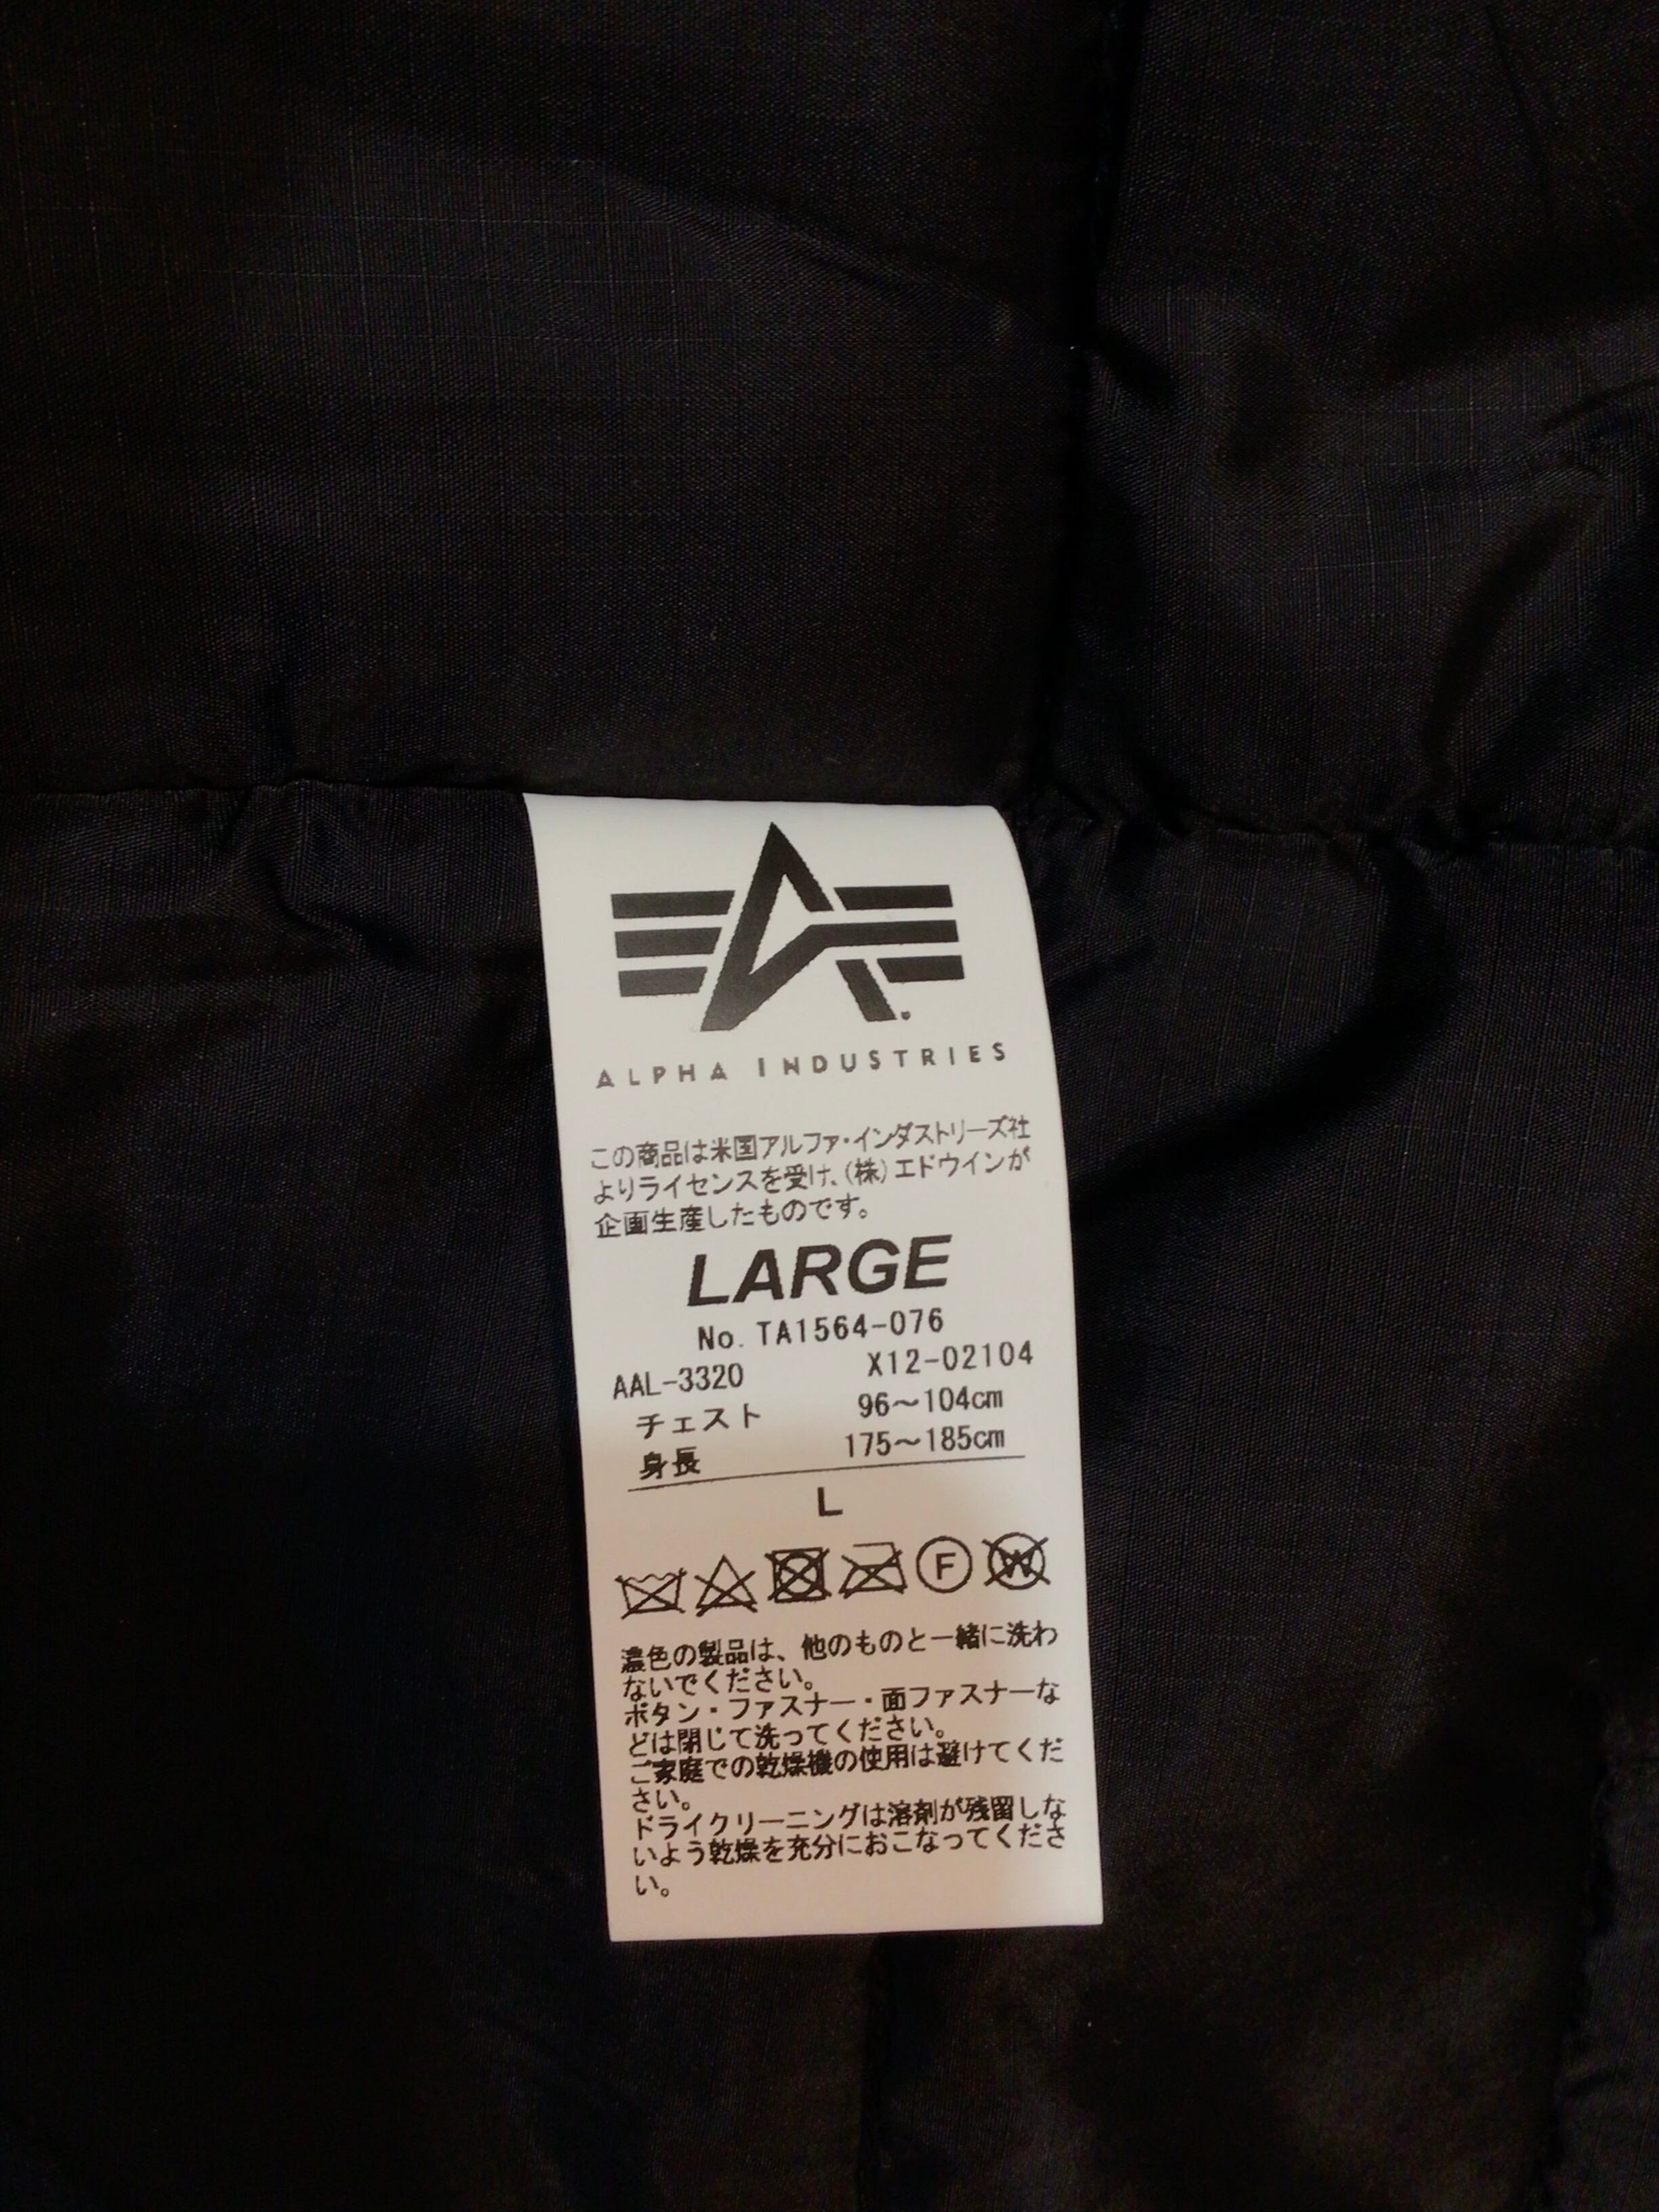 ALPHA INDUSTRIES
この商品は米国アルファ・インダストリーズ社
よりライセンスを受け、(株)エドウインが
企画生産したものです。
LARGE
No. TA1564-076
AAL-3320 X12-02104
チェスト 96～104cm
身長 175～185cm
L
F W
濃色の製品は、他のものと一緒に洗わ
ないでください。
ボタン・ファスナー・面ファスナーな
どは閉じて洗ってください。
ご家庭での乾燥機の使用は避けてくだ
さい。
ドライクリーニングは溶剤が残留しな
いよう乾燥を充分におこなってくださ
い。